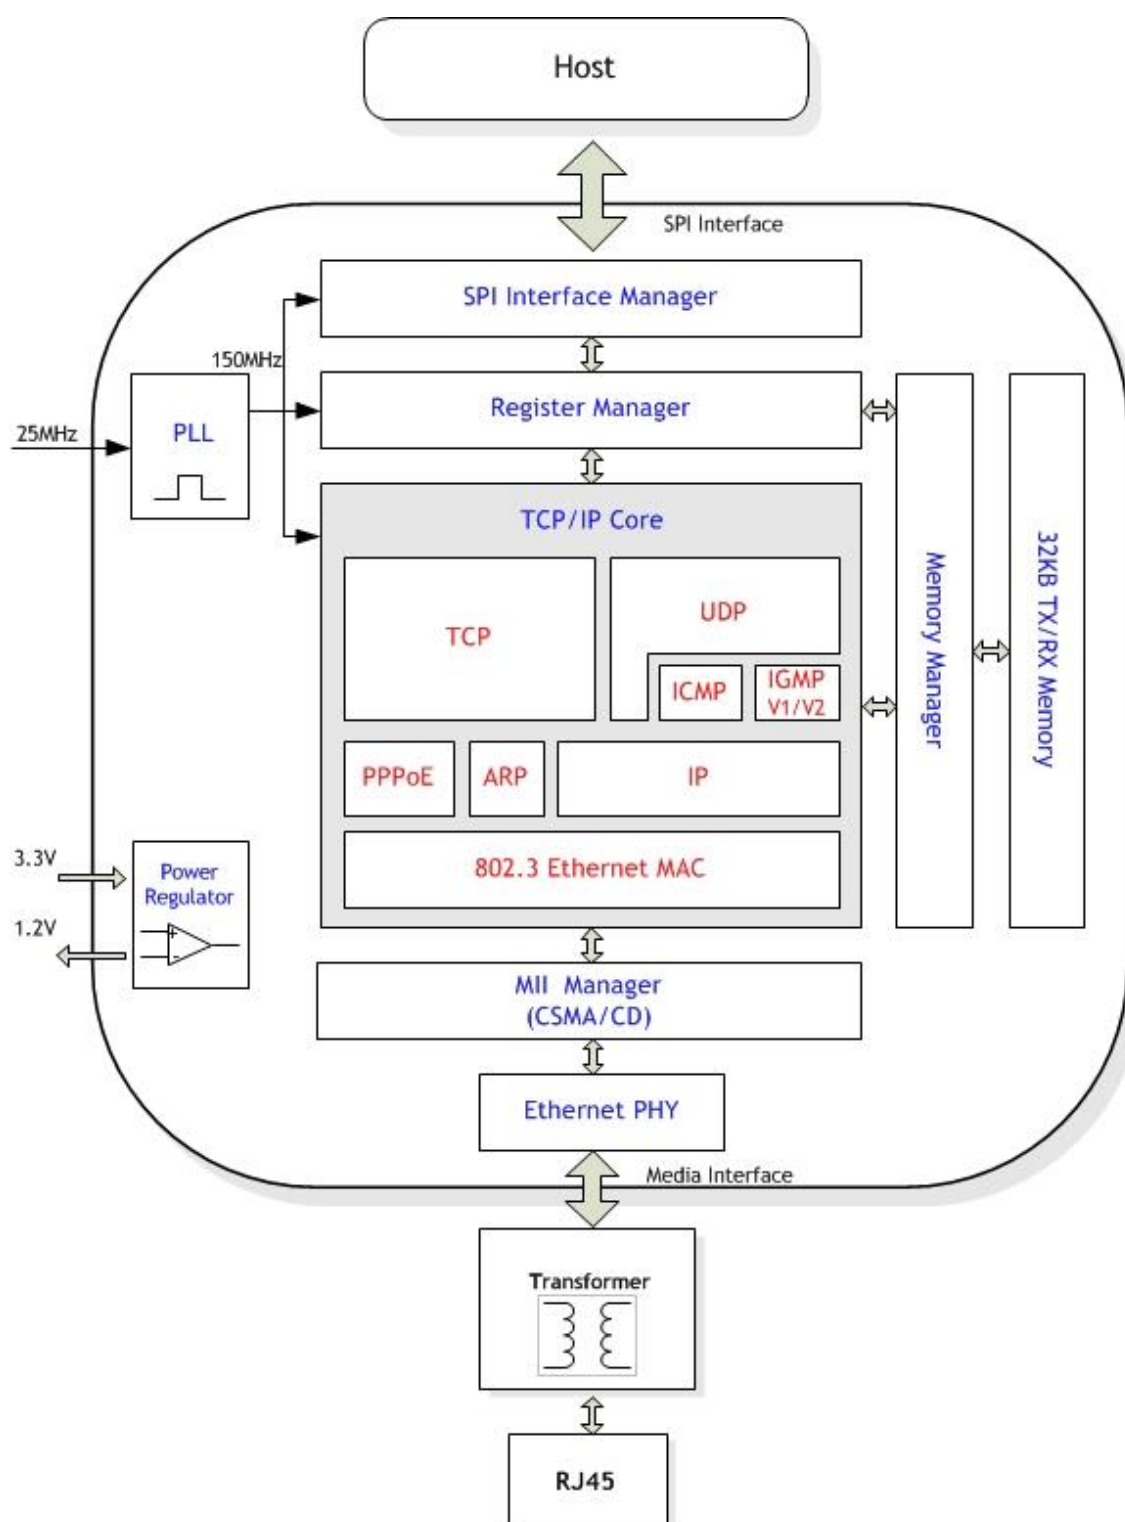 Host
SPI Interface
SPI Interface Manager
150MHz
Register Manager
25MHz
PLL
TCP/IP Core
32KB TX/RX Memory
Memory Manager
TCP
UDP
ICMP
IGMP
V1/V2
PPPoE
ARP
IP
3.3V
Power
Regulator
802.3 Ethernet MAC
1.2V
MII Manager
(CSMA/CD)
Ethernet PHY
Media Interface
Transformer
+
-
RJ45